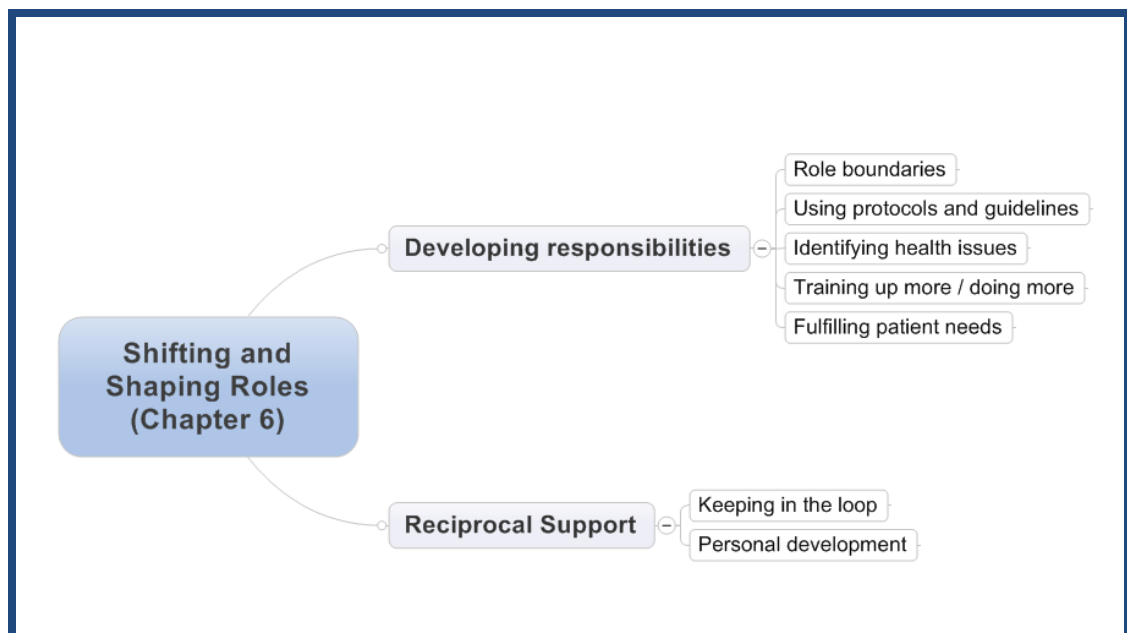 Shifting and
Shaping Roles
(Chapter 6)
Developing responsibilities
Role boundaries
Using protocols and guidelines
Identifying health issues
Training up more / doing more
Fulfilling patient needs
Reciprocal Support
Keeping in the loop
Personal development